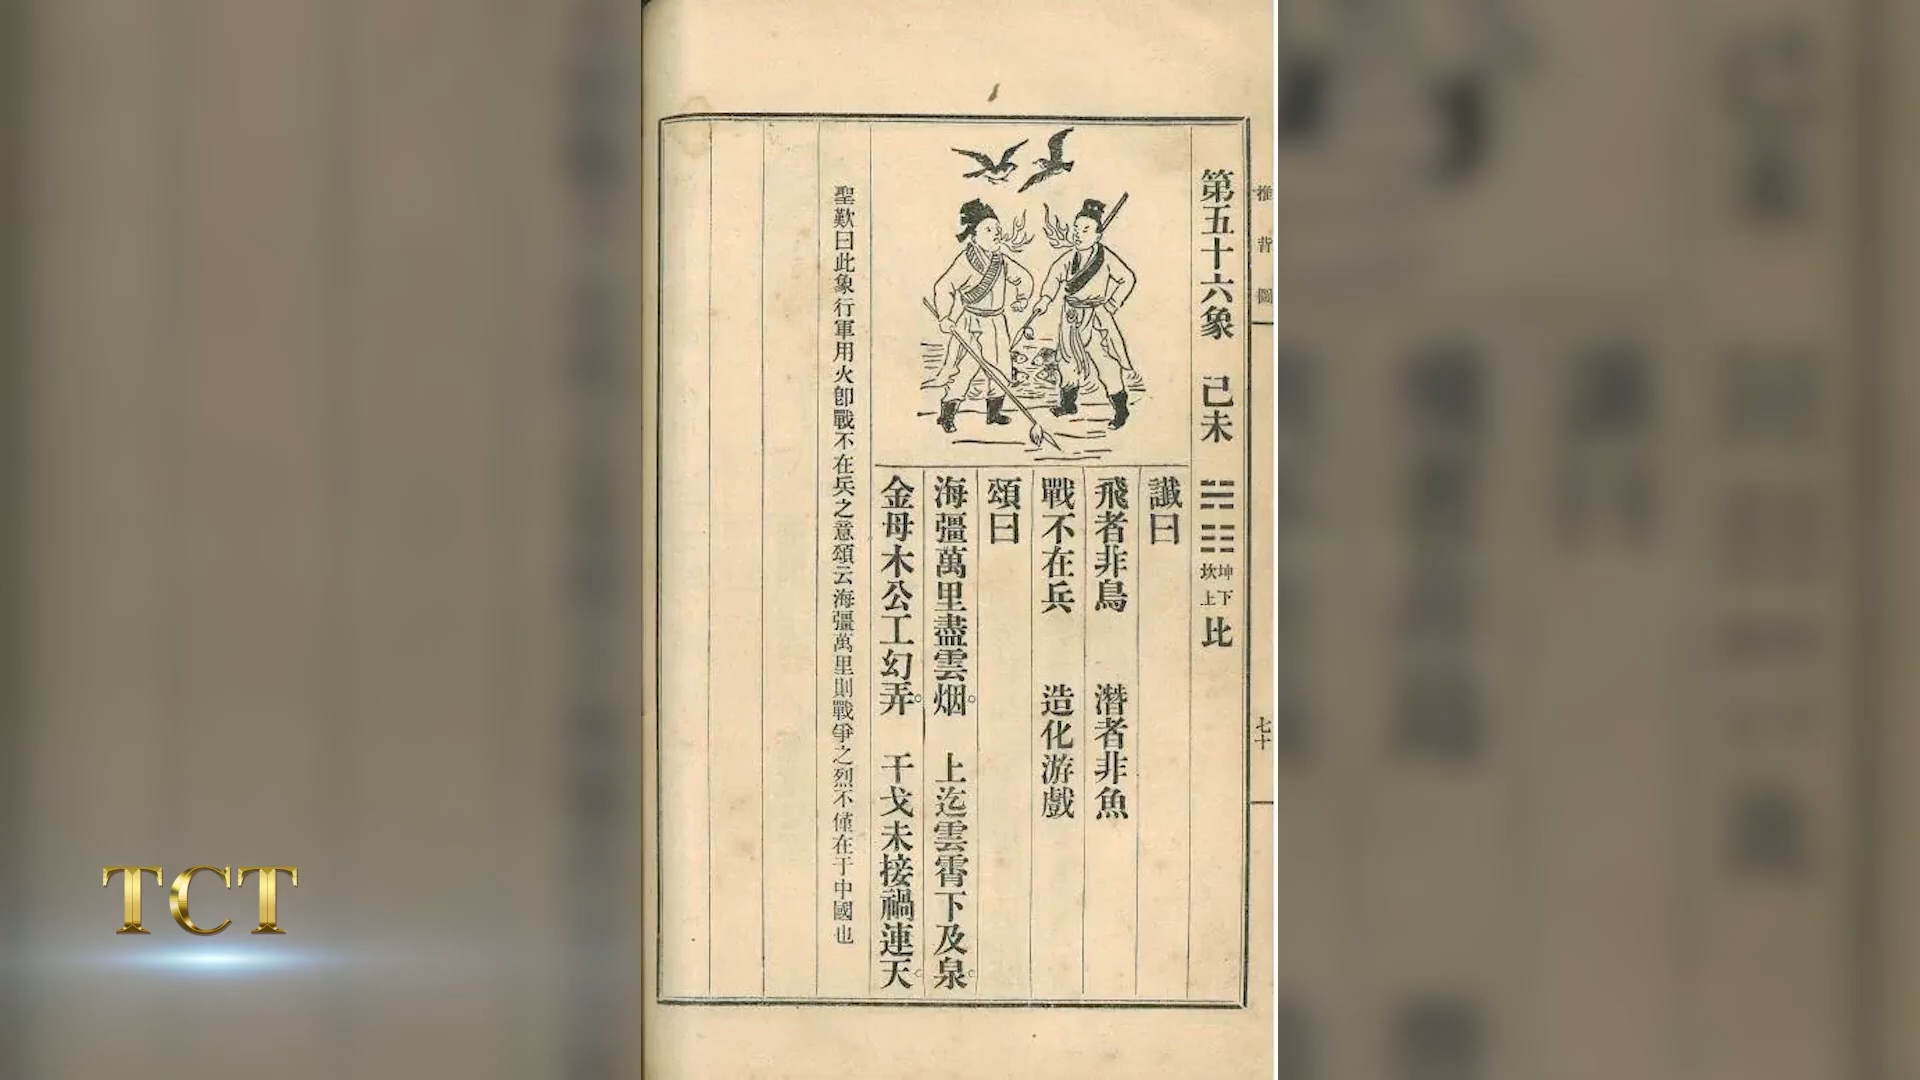 推背圖
七十
第五十六象 己未 坎上坤下 比
讖曰
飛者非鳥 潛者非魚
戰不在兵 造化游戲
頌曰
海疆萬里盡雲烟。 上迄雲霄下及泉。
金母木公工幻弄。 干戈未接禍連天。
聖歎曰此象行軍用火卽戰不在兵之意頌云海疆萬里則戰爭之烈不僅在于中國也
TCT